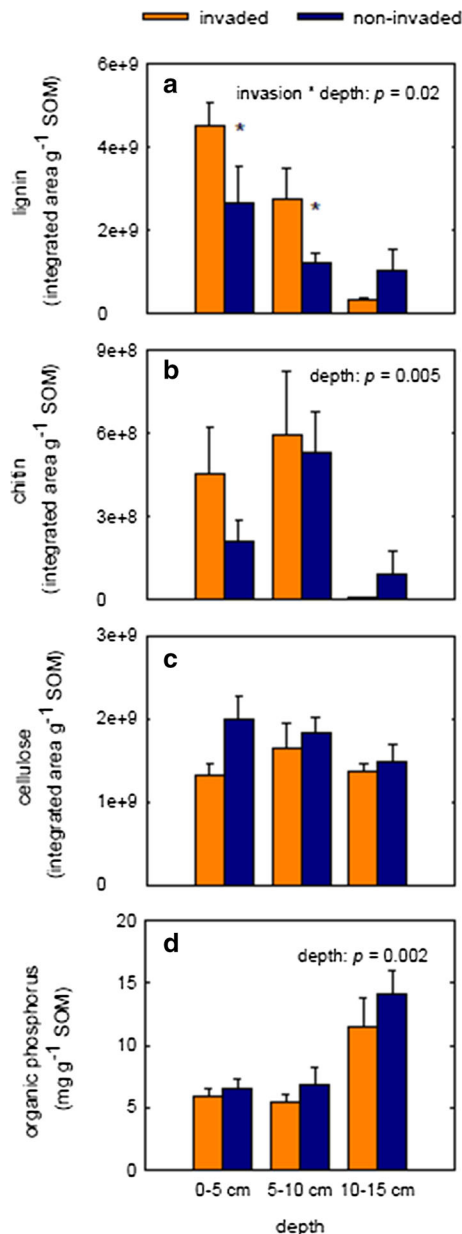 invaded non-invaded
a
invasion * depth: p = 0.02
lignin
(integrated area g-1 SOM)
6e+9
4e+9
2e+9
0
*
*
b
depth: p = 0.005
chitin
(integrated area g-1 SOM)
9e+8
6e+8
3e+8
0
c
cellulose
(integrated area g-1 SOM)
3e+9
2e+9
1e+9
0
d
depth: p = 0.002
organic phosphorus
(mg g-1 SOM)
20
15
10
5
0
0-5 cm 5-10 cm 10-15 cm
depth